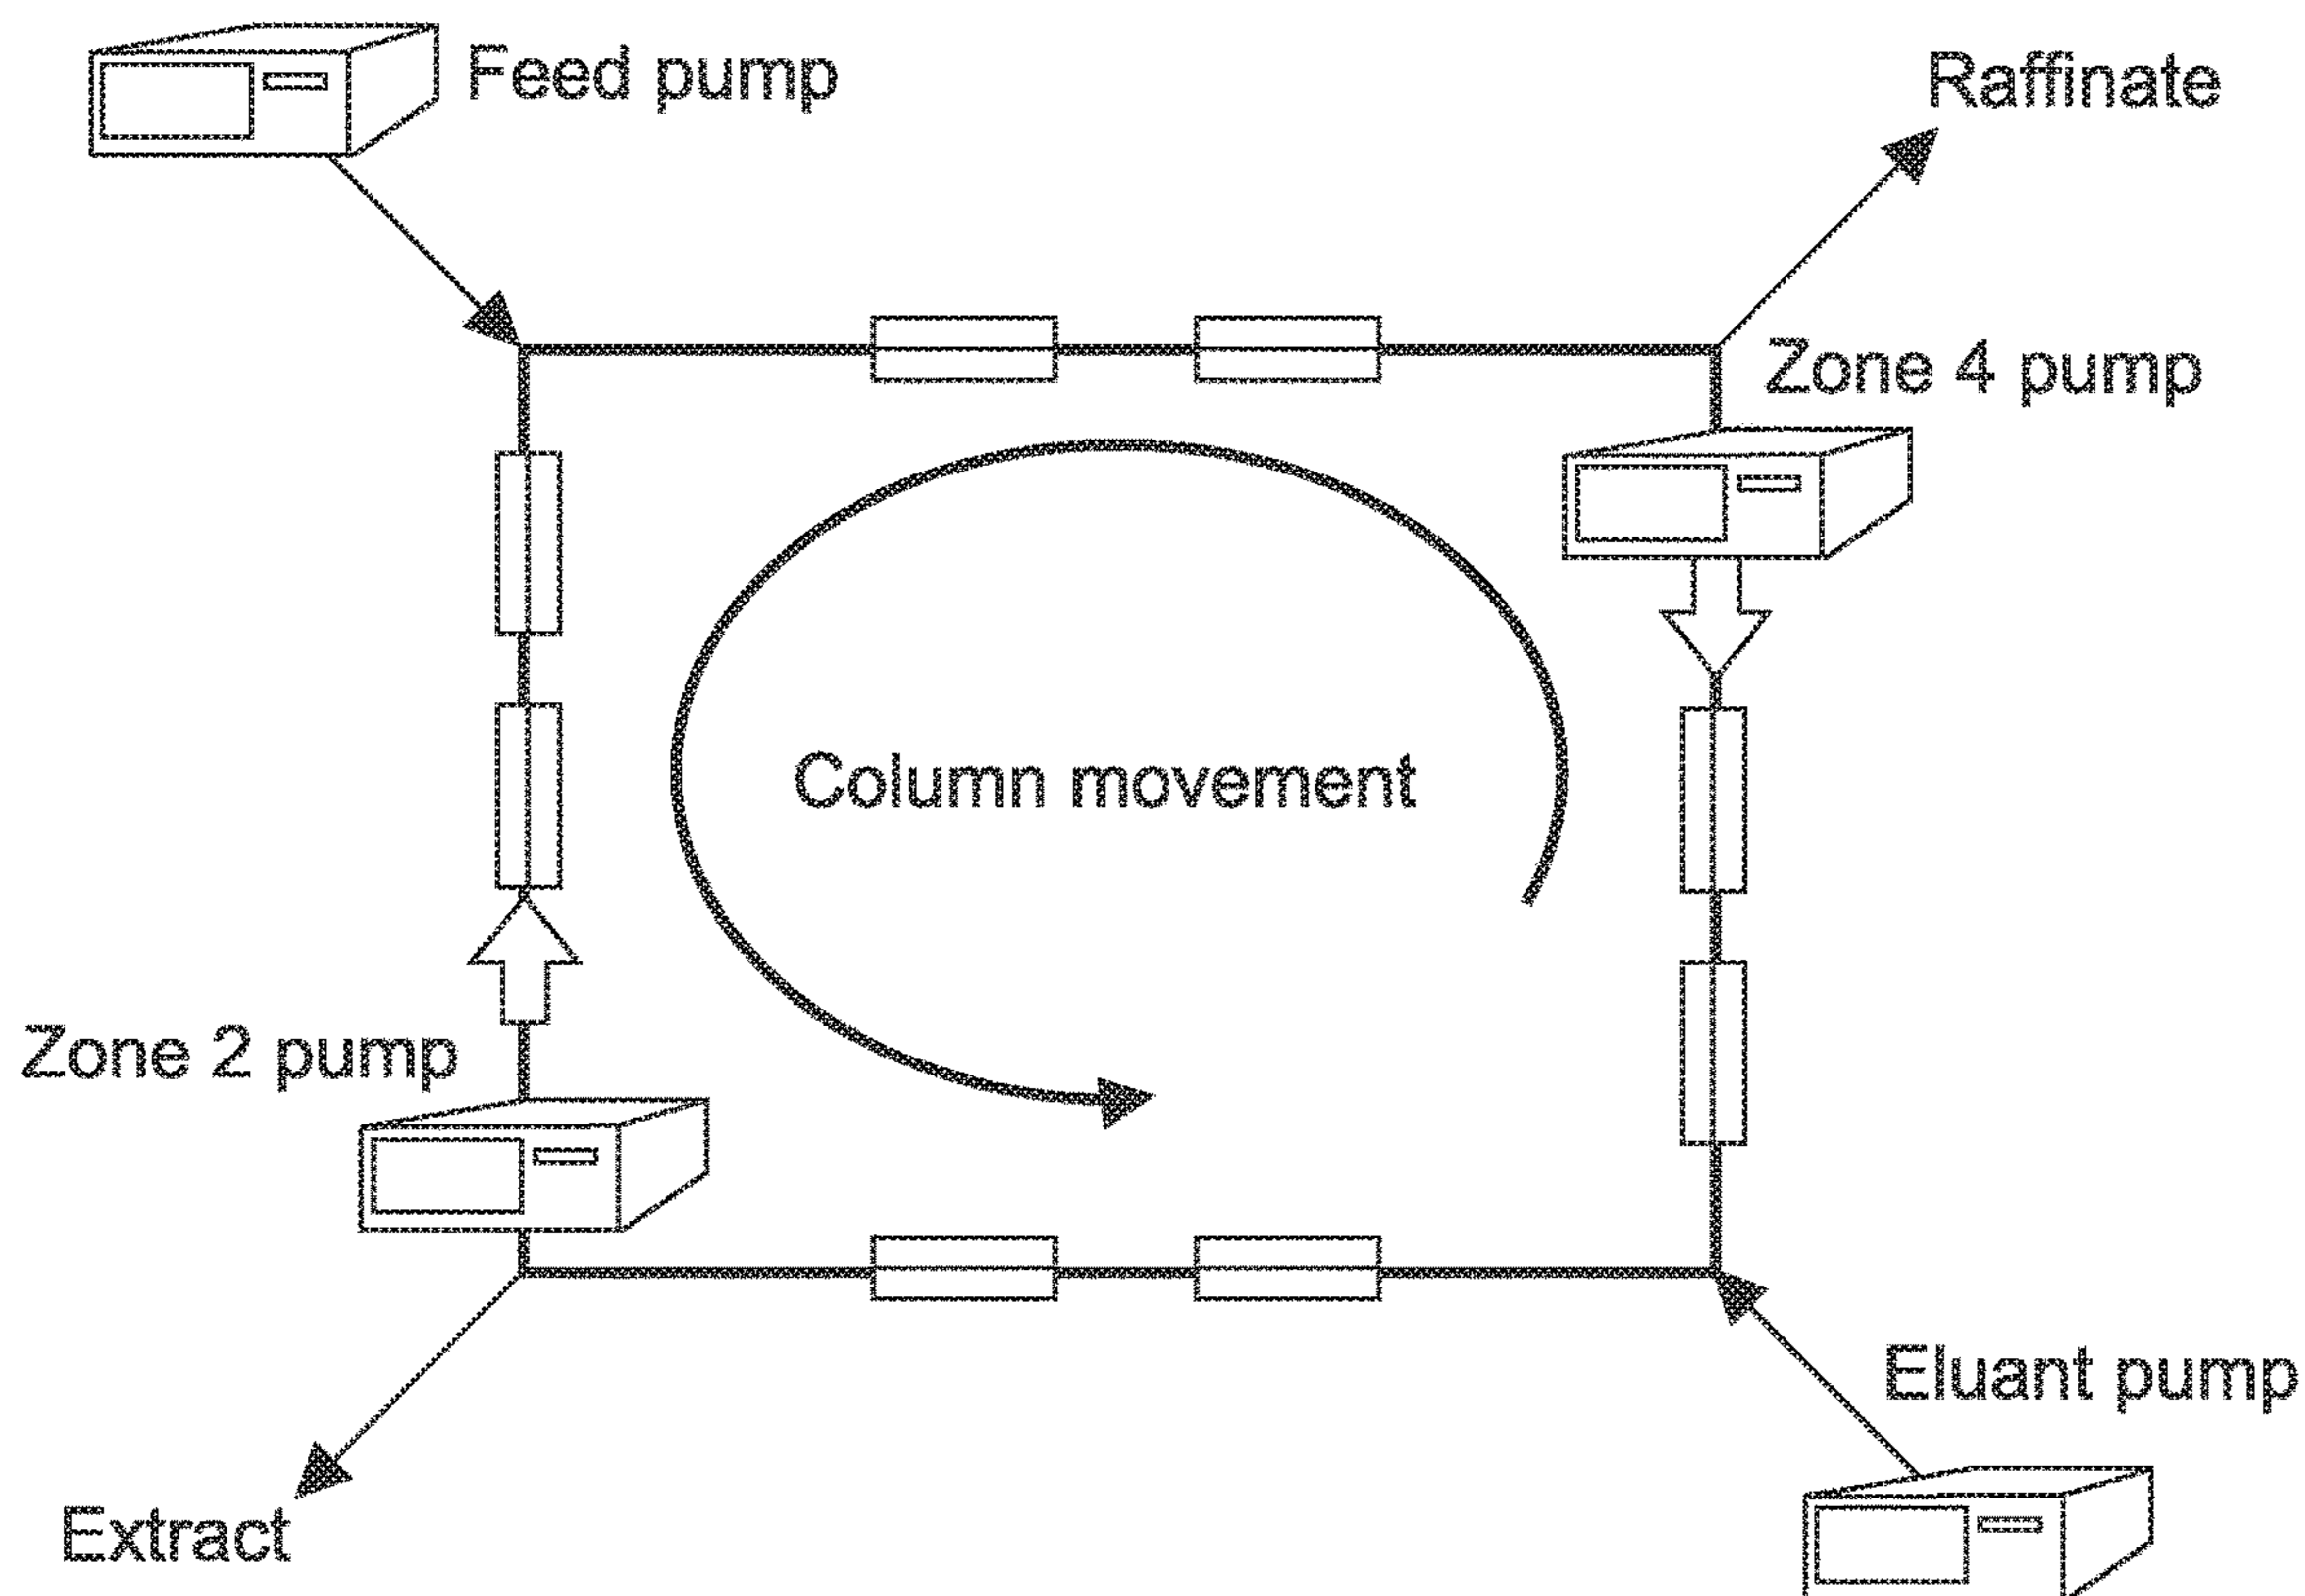 Feed pump
Raffinate
Zone 4 pump
Column movement
Zone 2 pump
Eluant pump
Extract